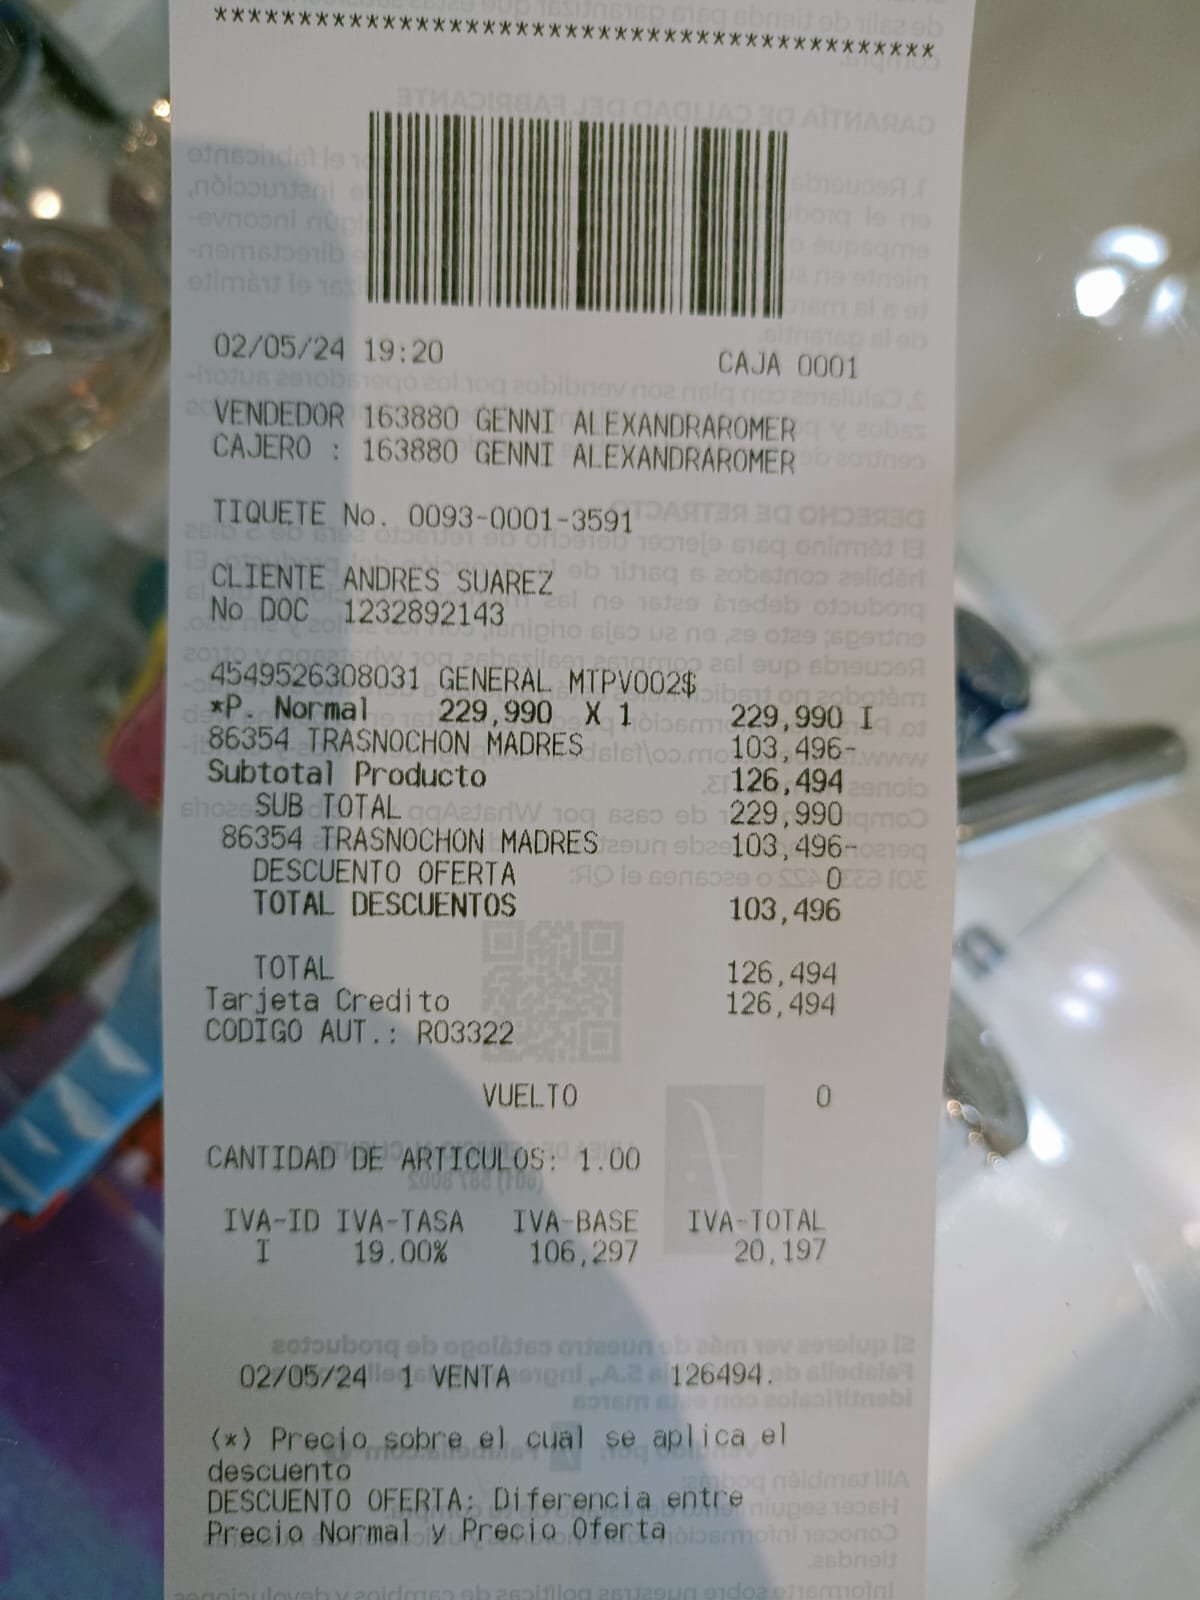 ************************************************
02/05/24 19:20 CAJA 0001
VENDEDOR 163880 GENNI ALEXANDRAROMER
CAJERO : 163880 GENNI ALEXANDRAROMER
TIQUETE No. 0093-0001-3591
CLIENTE ANDRES SUAREZ
No DOC 1232892143
4549526308031 GENERAL MTPV002$
*P. Normal 229,990 X 1 229,990 I
86354 TRASNOCHON MADRES 103,496-
Subtotal Producto 126,494
SUB TOTAL 229,990
86354 TRASNOCHON MADRES 103,496-
DESCUENTO OFERTA 0
TOTAL DESCUENTOS 103,496
TOTAL 126,494
Tarjeta Credito 126,494
CODIGO AUT.: R03322
VUELTO 0
CANTIDAD DE ARTICULOS: 1.00
IVA-ID IVA-TASA IVA-BASE IVA-TOTAL
I 19.00% 106,297 20,197
02/05/24 1 VENTA 126494.
(*) Precio sobre el cual se aplica el
descuento
DESCUENTO OFERTA: Diferencia entre
Precio Normal y Precio Oferta